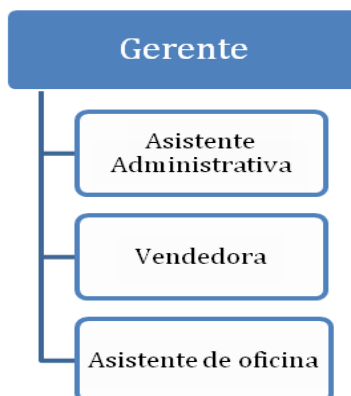 Gerente
Asistente
Administrativa
Vendedora
Asistente de oficina